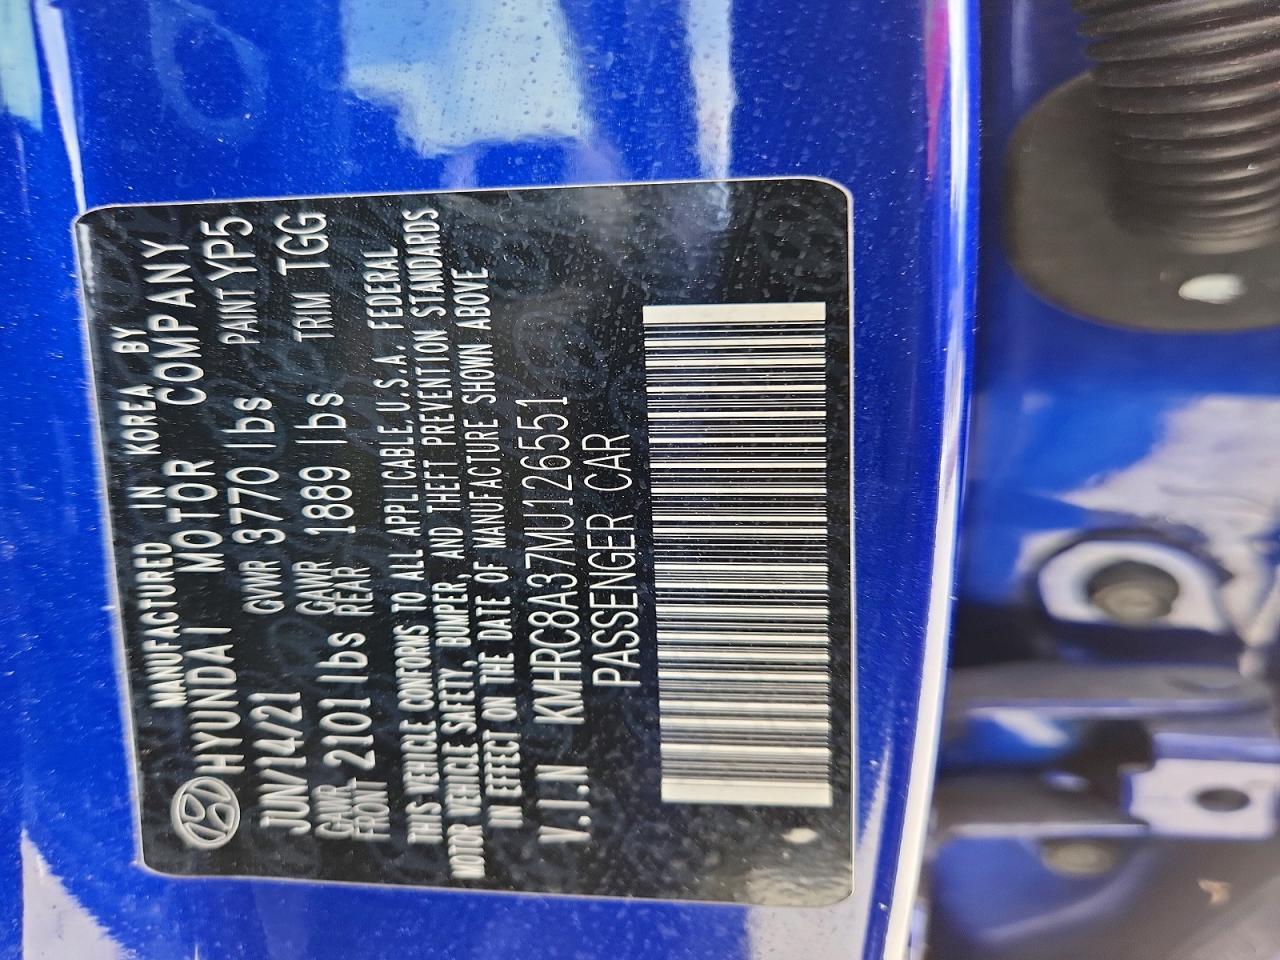 MANUFACTURED IN KOREA BY
HYUNDAI MOTOR COMPANY
JUN/14/21 GVWR 3770 lbs PAINT YP5
GAWR FRONT 2101 lbs GAWR REAR 1889 lbs TRIM TGG
THIS VEHICLE CONFORMS TO ALL APPLICABLE,U.S.A. FEDERAL
MOTOR VEHICLE SAFETY, BUMPER, AND THEFT PREVENTION STANDARDS
IN EFFECT ON THE DATE OF MANUFACTURE SHOWN ABOVE
V.I.N KMHRC8A37MU126551
PASSENGER CAR